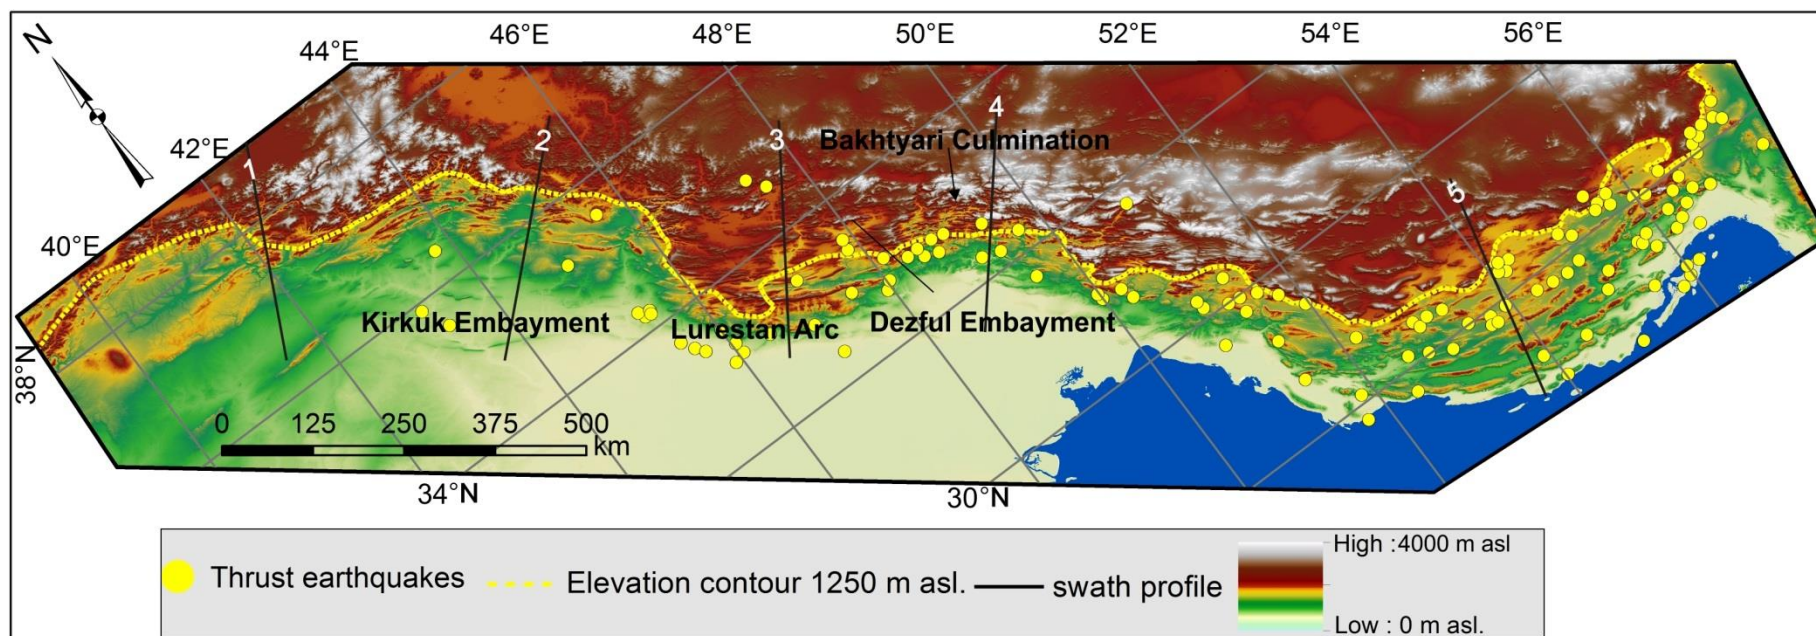 N
44°E
46°E
48°E
50°E
52°E
54°E
56°E
42°E
40°E
38°N
1
2
3
4
5
Bakhtyari Culmination
Kirkuk Embayment
Lurestan Arc
Dezful Embayment
0 125 250 375 500
km
34°N
30°N
Thrust earthquakes
Elevation contour 1250 m asl.
swath profile
High :4000 m asl
Low : 0 m asl.